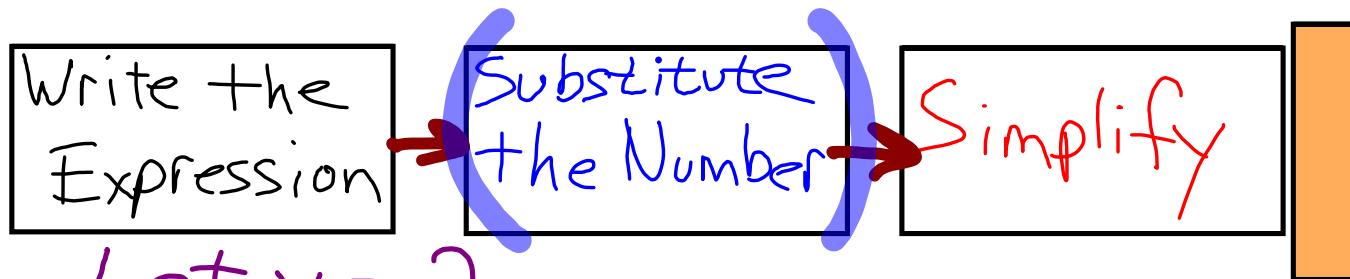 Write the
Expression
Substitute
the Number
Simplify